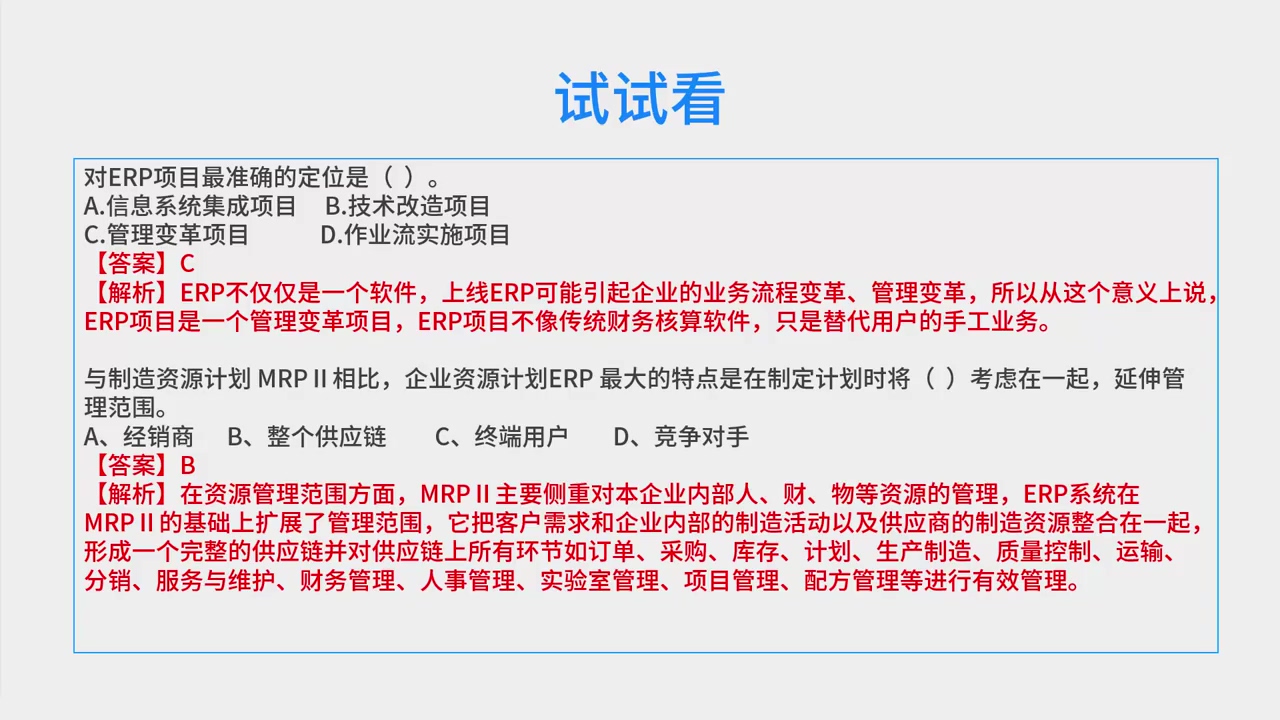 试试看
对ERP项目最准确的定位是（ ）。
A.信息系统集成项目 B.技术改造项目
C.管理变革项目 D.作业流实施项目
【答案】C
【解析】ERP不仅仅是一个软件，上线ERP可能引起企业的业务流程变革、管理变革，所以从这个意义上说，
ERP项目是一个管理变革项目，ERP项目不像传统财务核算软件，只是替代用户的手工业务。
与制造资源计划 MRPⅡ相比，企业资源计划ERP 最大的特点是在制定计划时将（ ）考虑在一起，延伸管
理范围。
A、经销商 B、整个供应链 C、终端用户 D、竞争对手
【答案】B
【解析】在资源管理范围方面，MRPⅡ主要侧重对本企业内部人、财、物等资源的管理，ERP系统在
MRPⅡ的基础上扩展了管理范围，它把客户需求和企业内部的制造活动以及供应商的制造资源整合在一起，
形成一个完整的供应链并对供应链上所有环节如订单、采购、库存、计划、生产制造、质量控制、运输、
分销、服务与维护、财务管理、人事管理、实验室管理、项目管理、配方管理等进行有效管理。